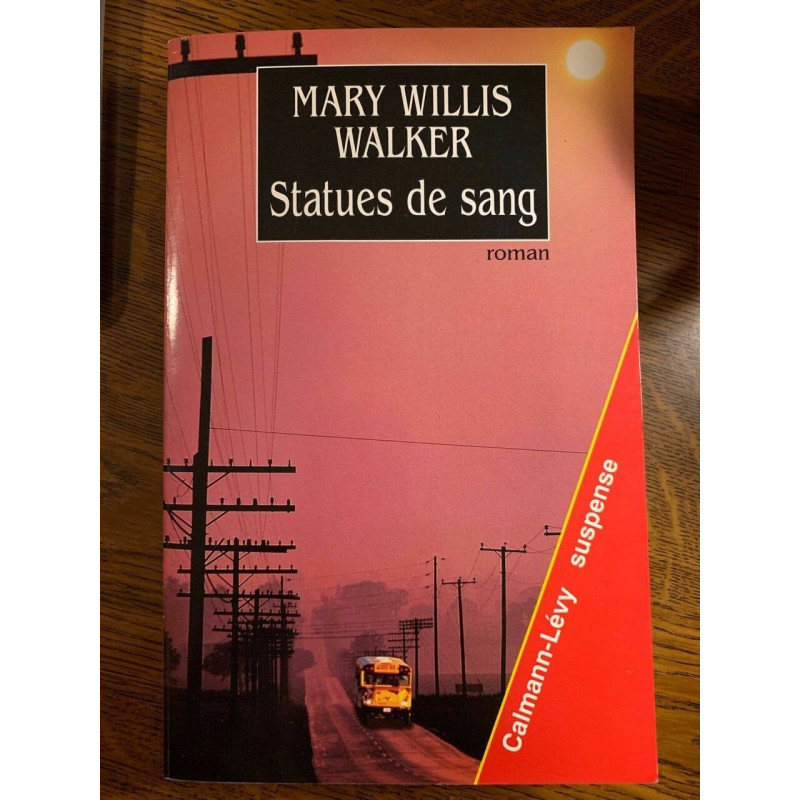 MARY WILLIS
WALKER
Statues de sang
roman
Calmann-Lévy suspense